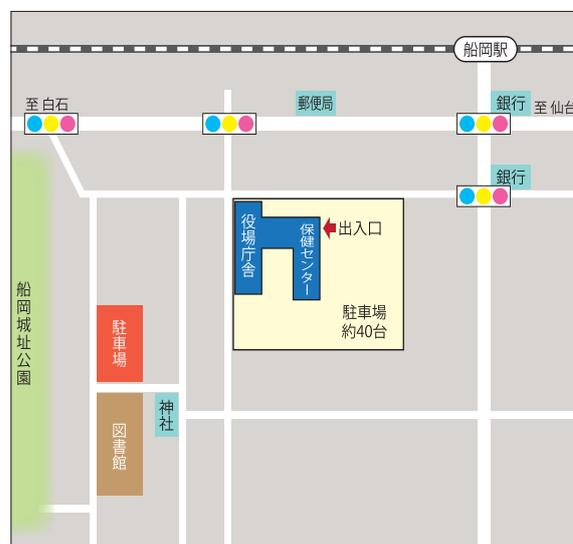 船岡駅
至 白石
郵便局
銀行
至 仙台
銀行
役場庁舎
保健センター
出入口
駐車場
約40台
船岡城址公園
駐車場
神社
図書館